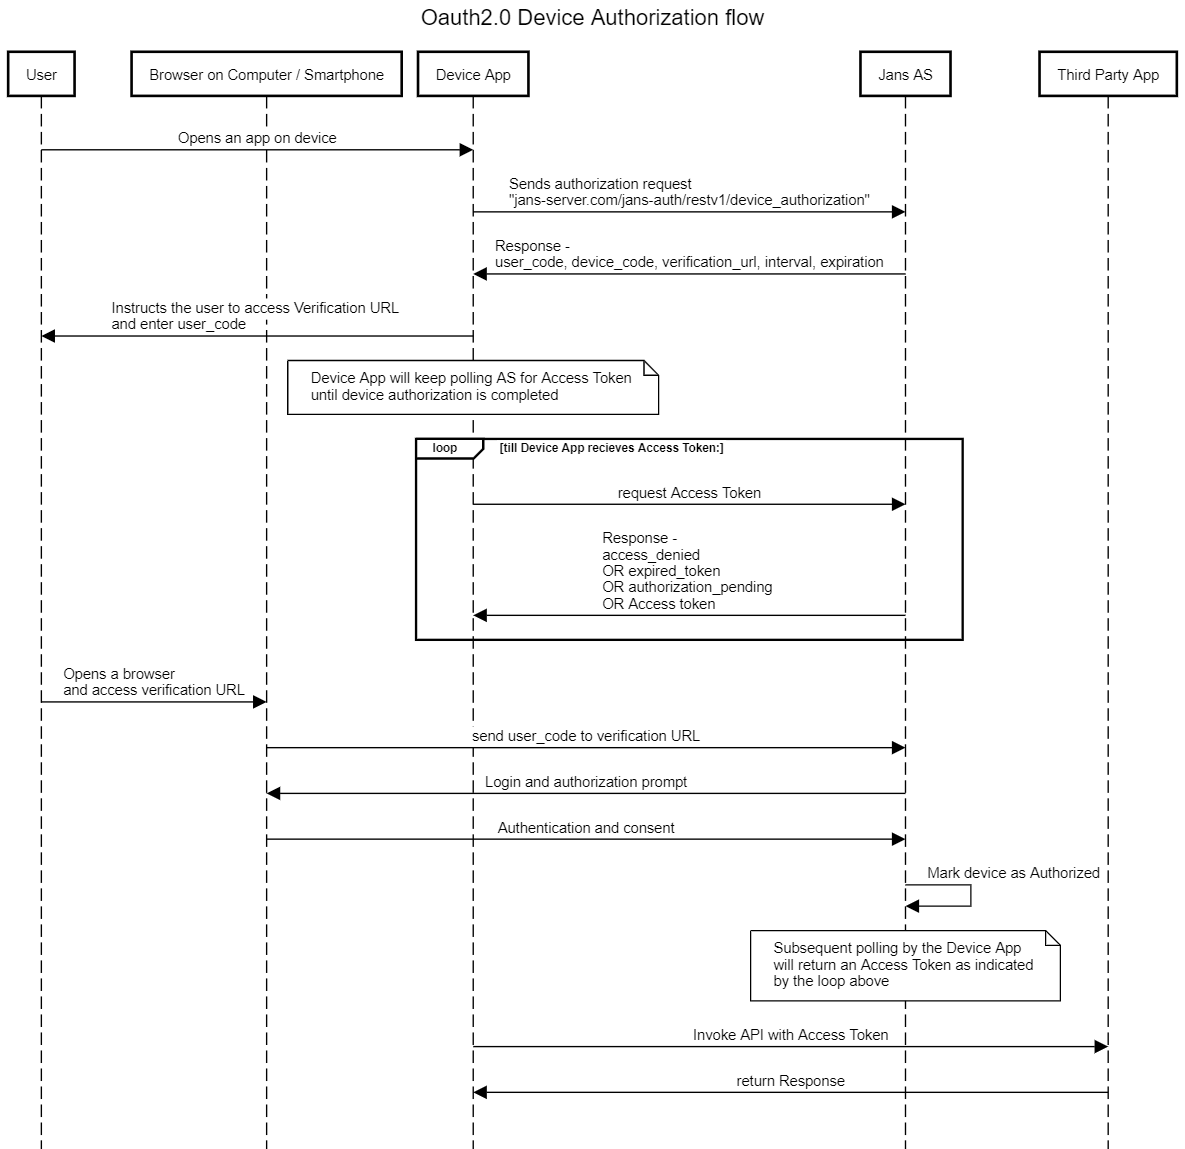 Oauth2.0 Device Authorization flow
User
Browser on Computer / Smartphone
Device App
Jans AS
Third Party App
Opens an app on device
Sends authorization request
"jans-server.com/jans-auth/restv1/device_authorization"
Response -
user_code, device_code, verification_url, interval, expiration
Instructs the user to access Verification URL
and enter user_code
Device App will keep polling AS for Access Token
until device authorization is completed
loop
[till Device App recieves Access Token:]
request Access Token
Response -
access_denied
OR expired_token
OR authorization_pending
OR Access token
Opens a browser
and access verification URL
send user_code to verification URL
Login and authorization prompt
Authentication and consent
Mark device as Authorized
Subsequent polling by the Device App
will return an Access Token as indicated
by the loop above
Invoke API with Access Token
return Response